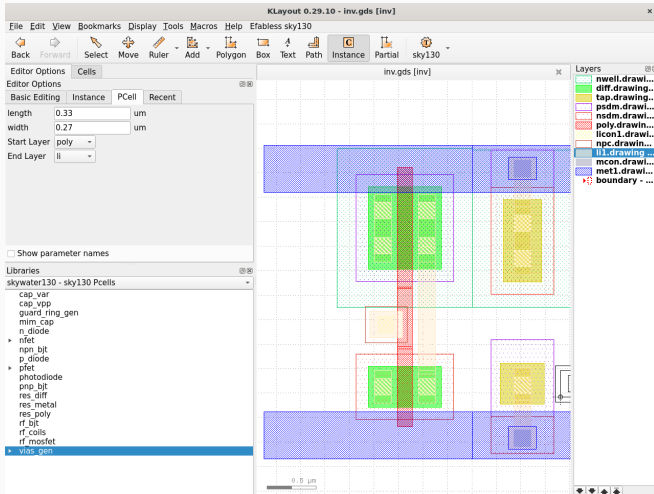 KLayout 0.29.10 - inv.gds [inv]
File Edit View Bookmarks Display Tools Macros Help Efabless sky130
Back Forward Select Move Ruler Add Polygon Box Text Path Instance Partial sky130
Editor Options Cells
Editor Options
Basic Editing Instance PCell Recent
length 0.33 um
width 0.27 um
Start Layer poly
End Layer li
Show parameter names
Libraries
skywater130 - sky130 Pcells
cap_var
cap_vpp
guard_ring_gen
mim_cap
n_diode
nfet
npn_bjt
p_diode
pfet
photodiode
pnp_bjt
res_diff
res_metal
res_poly
rf_bjt
rf_coils
rf_mosfet
vias_gen
inv.gds [inv]
0.5 µm
Layers
nwell.drawi...
diff.drawing...
tap.drawing...
psdm.drawi...
nsdm.drawi...
poly.drawin...
licon1.drawi...
npc.drawin...
li1.drawing ...
mcon.drawi...
met1.drawi...
boundary - ...